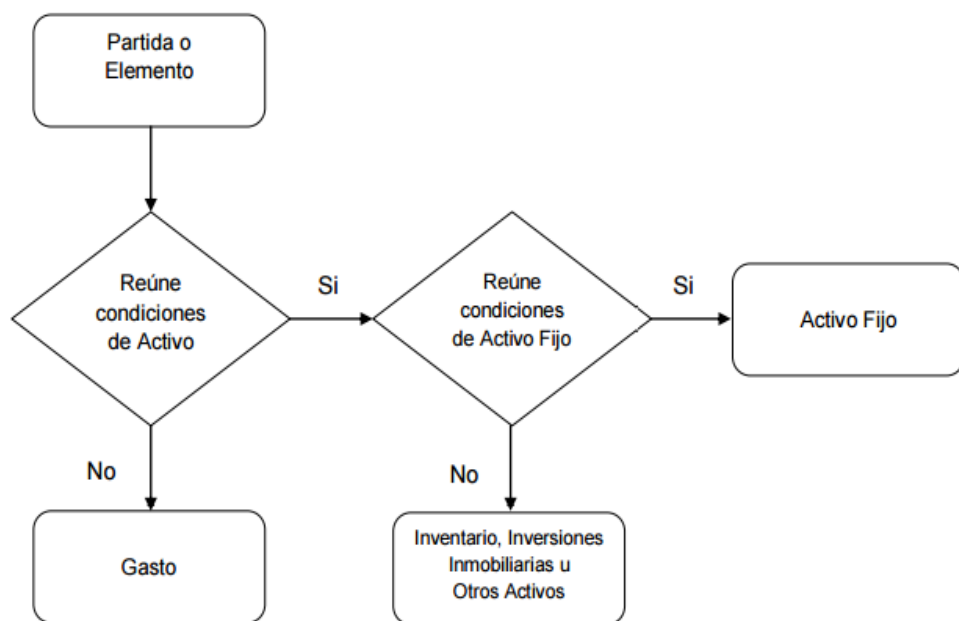 Partida o
Elemento
Reúne
condiciones
de Activo
Si
Reúne
condiciones
de Activo Fijo
Si
Activo Fijo
No
No
Gasto
Inventario, Inversiones
Inmobiliarias u
Otros Activos